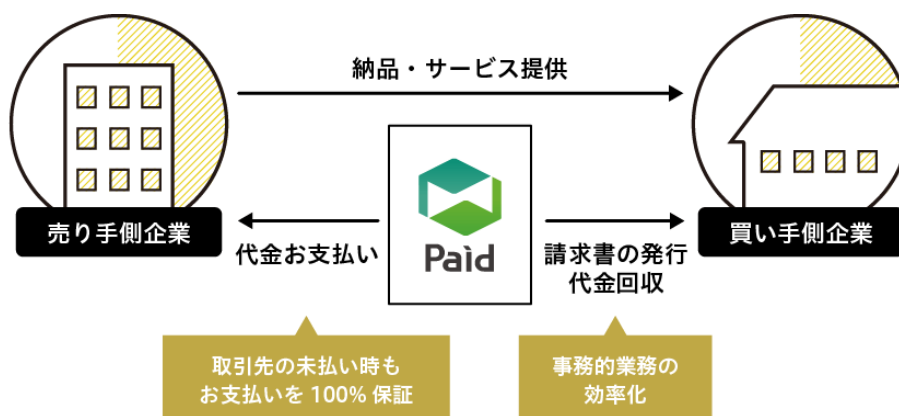 納品・サービス提供
売り手側企業
買い手側企業
代金お支払い
Paid
請求書の発行
代金回収
取引先の未払い時も
お支払いを 100% 保証
事務的業務の
効率化